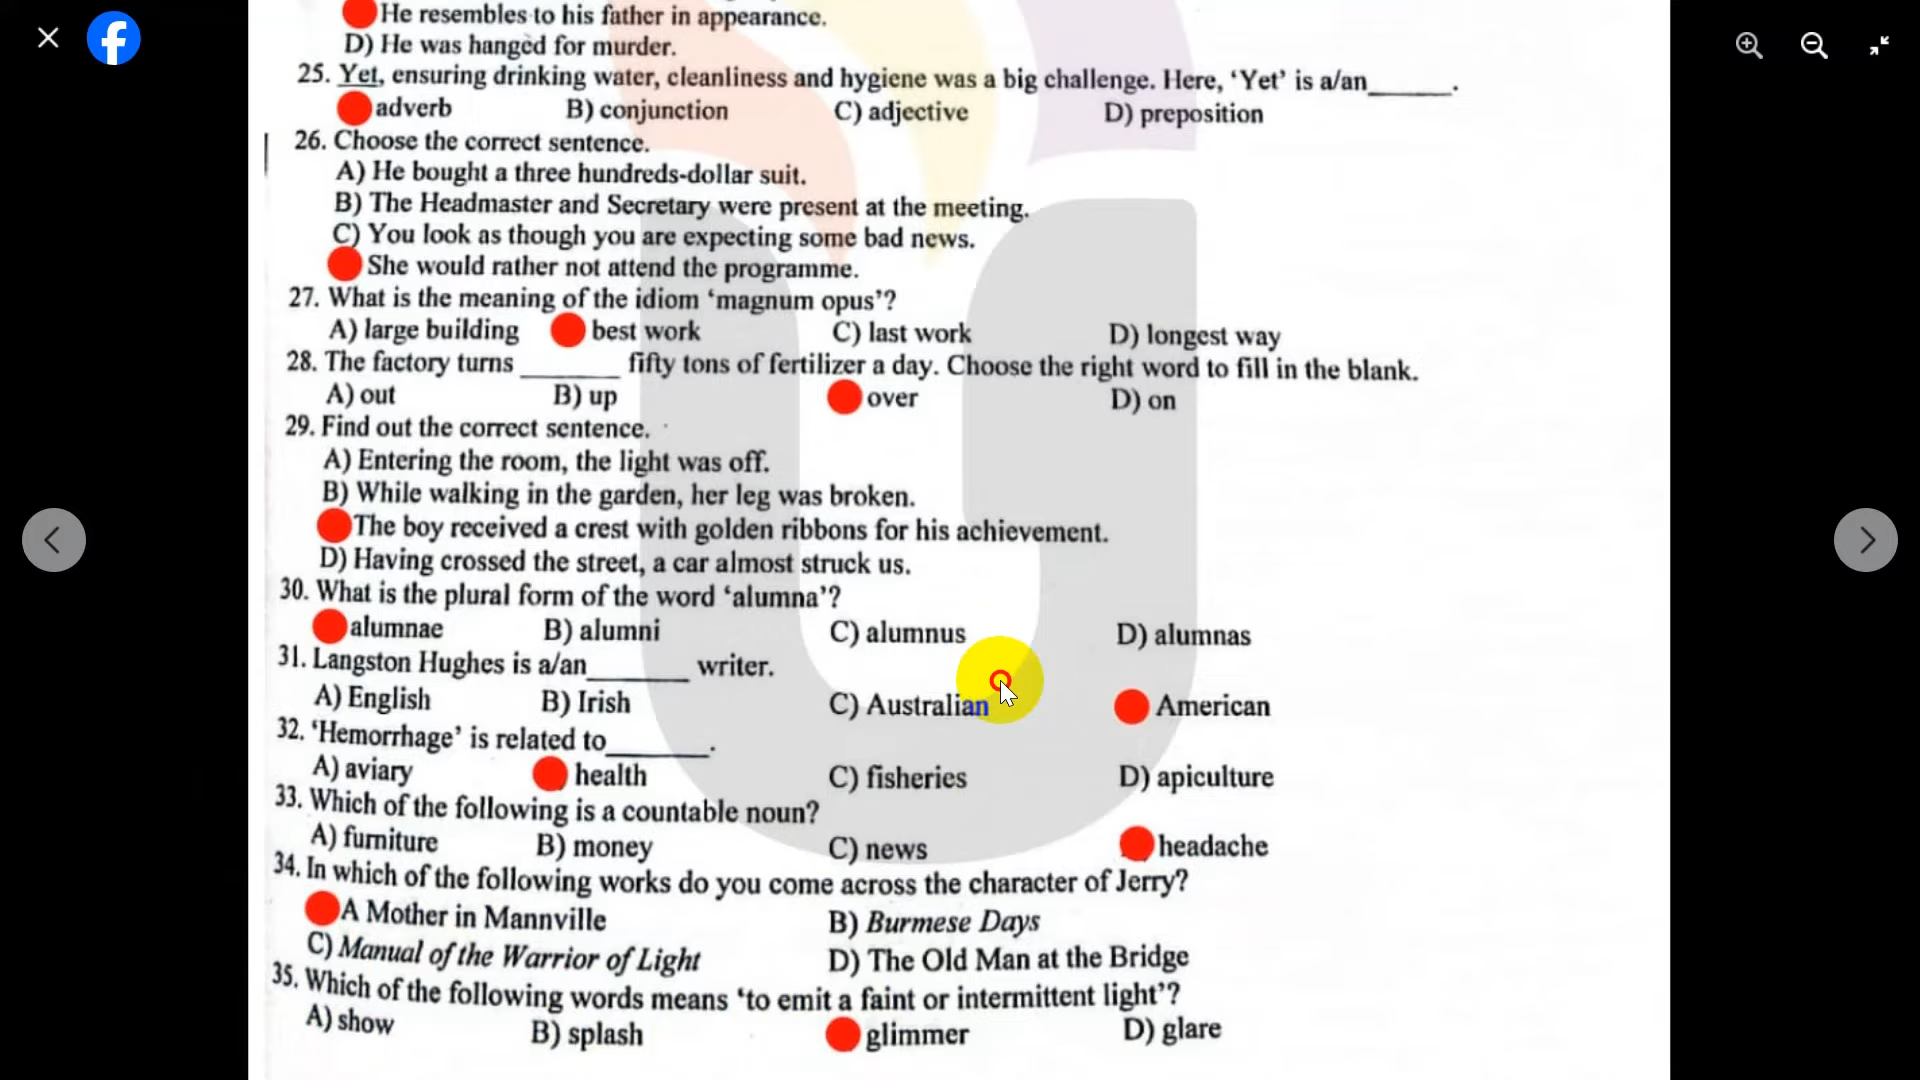 He resembles to his father in appearance.
D) He was hanged for murder.
25. Yet, ensuring drinking water, cleanliness and hygiene was a big challenge. Here, ‘Yet’ is a/an______.
adverb B) conjunction C) adjective D) preposition
26. Choose the correct sentence.
A) He bought a three hundreds-dollar suit.
B) The Headmaster and Secretary were present at the meeting.
C) You look as though you are expecting some bad news.
She would rather not attend the programme.
27. What is the meaning of the idiom ‘magnum opus’?
A) large building best work C) last work D) longest way
28. The factory turns _______ fifty tons of fertilizer a day. Choose the right word to fill in the blank.
A) out B) up over D) on
29. Find out the correct sentence.
A) Entering the room, the light was off.
B) While walking in the garden, her leg was broken.
The boy received a crest with golden ribbons for his achievement.
D) Having crossed the street, a car almost struck us.
30. What is the plural form of the word ‘alumna’?
alumnae B) alumni C) alumnus D) alumnas
31. Langston Hughes is a/an_______ writer.
A) English B) Irish C) Australian American
32. ‘Hemorrhage’ is related to_______.
A) aviary health C) fisheries D) apiculture
33. Which of the following is a countable noun?
A) furniture B) money C) news headache
34. In which of the following works do you come across the character of Jerry?
A Mother in Mannville B) Burmese Days
C) Manual of the Warrior of Light D) The Old Man at the Bridge
35. Which of the following words means ‘to emit a faint or intermittent light’?
A) show B) splash glimmer D) glare